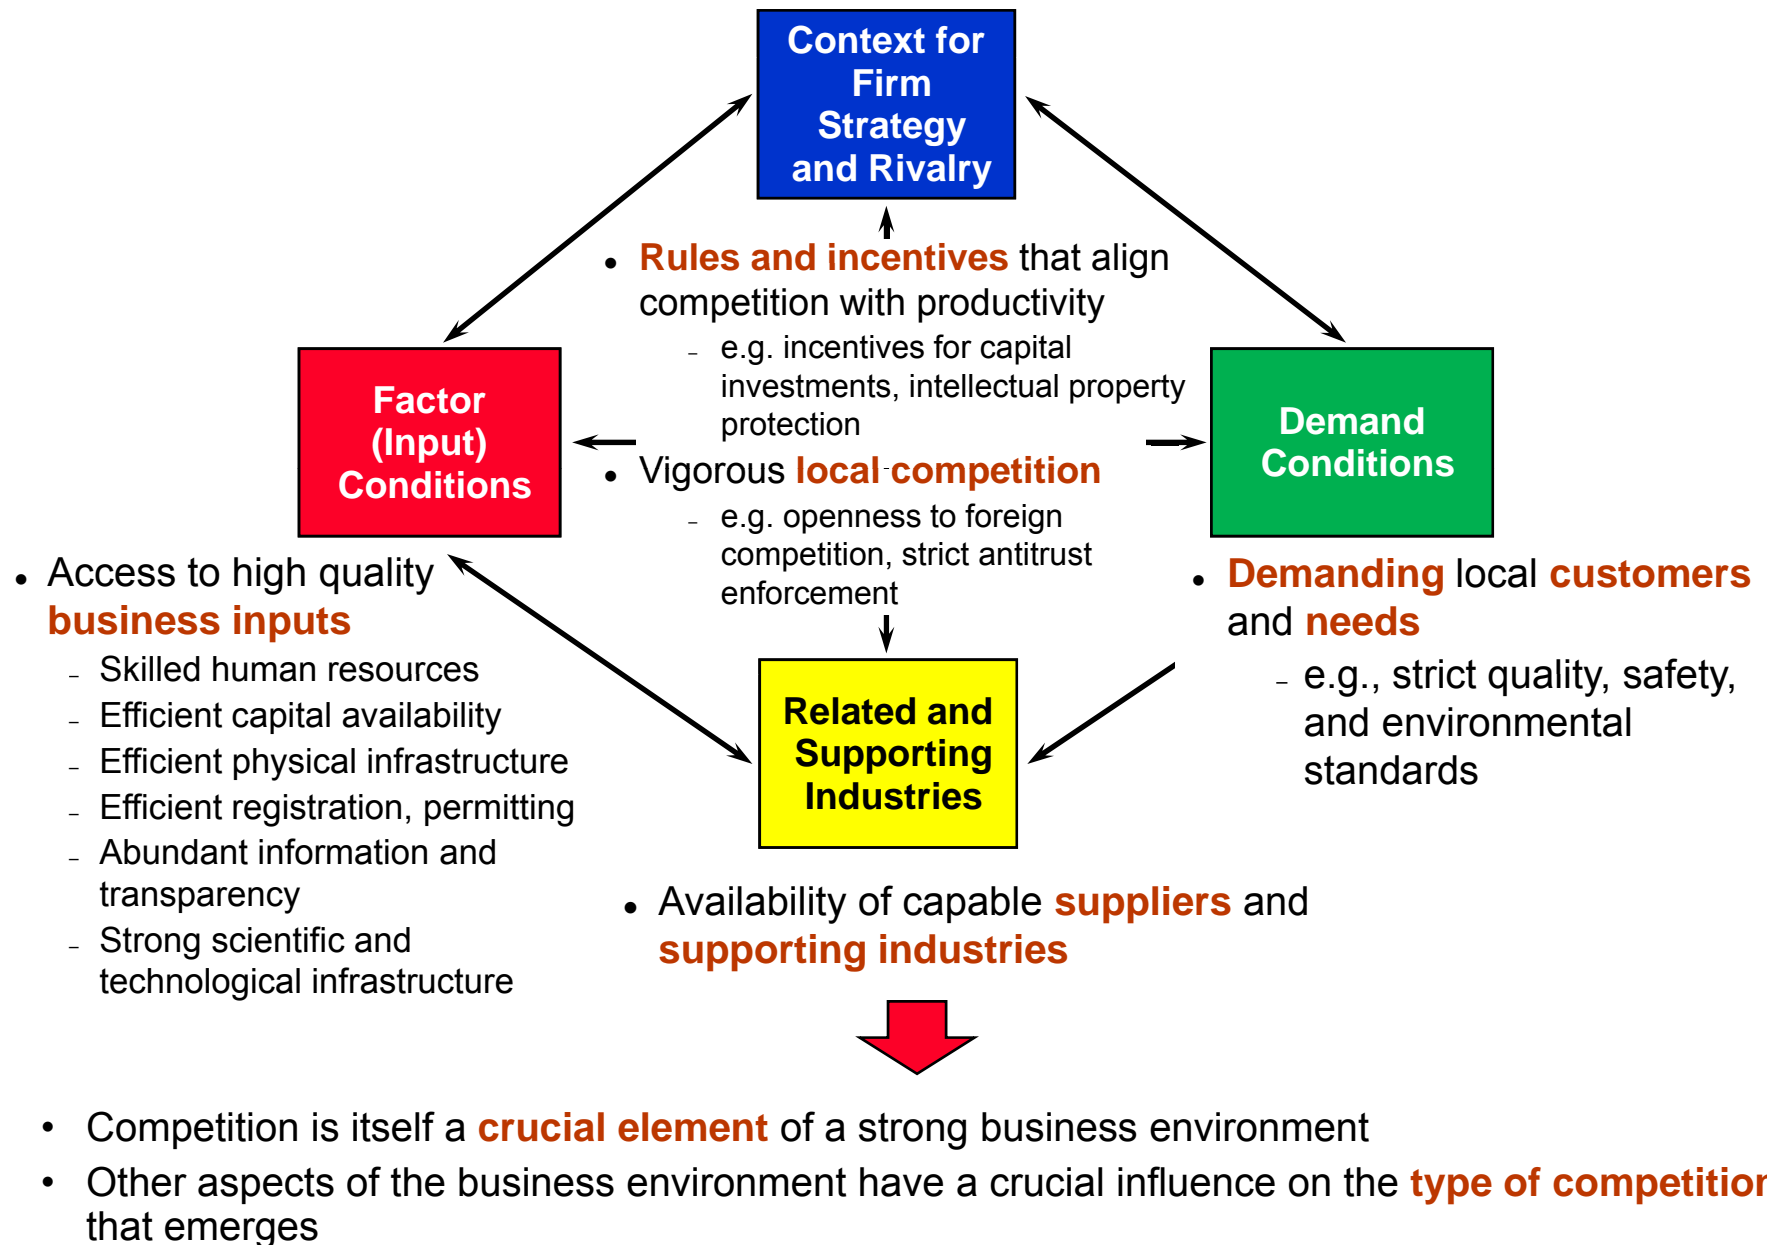 Context for
Firm
Strategy
and Rivalry
• Rules and incentives that align
competition with productivity
- e.g. incentives for capital
investments, intellectual property
protection
• Vigorous local competition
- e.g. openness to foreign
competition, strict antitrust
enforcement
Factor
(Input)
Conditions
• Access to high quality
business inputs
- Skilled human resources
- Efficient capital availability
- Efficient physical infrastructure
- Efficient registration, permitting
- Abundant information and
transparency
- Strong scientific and
technological infrastructure
Demand
Conditions
• Demanding local customers
and needs
- e.g., strict quality, safety,
and environmental
standards
Related and
Supporting
Industries
• Availability of capable suppliers and
supporting industries
• Competition is itself a crucial element of a strong business environment
• Other aspects of the business environment have a crucial influence on the type of competition
that emerges